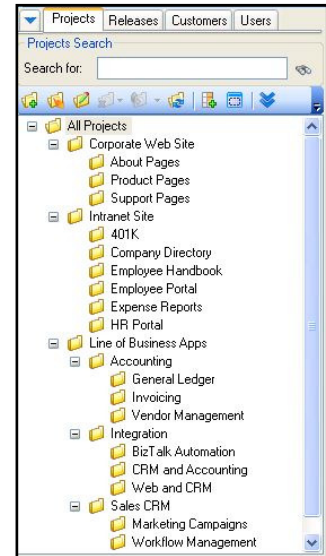 Projects Releases Customers Users
Projects Search
Search for:
All Projects
Corporate Web Site
About Pages
Product Pages
Support Pages
Intranet Site
401K
Company Directory
Employee Handbook
Employee Portal
Expense Reports
HR Portal
Line of Business Apps
Accounting
General Ledger
Invoicing
Vendor Management
Integration
BizTalk Automation
CRM and Accounting
Web and CRM
Sales CRM
Marketing Campaigns
Workflow Management